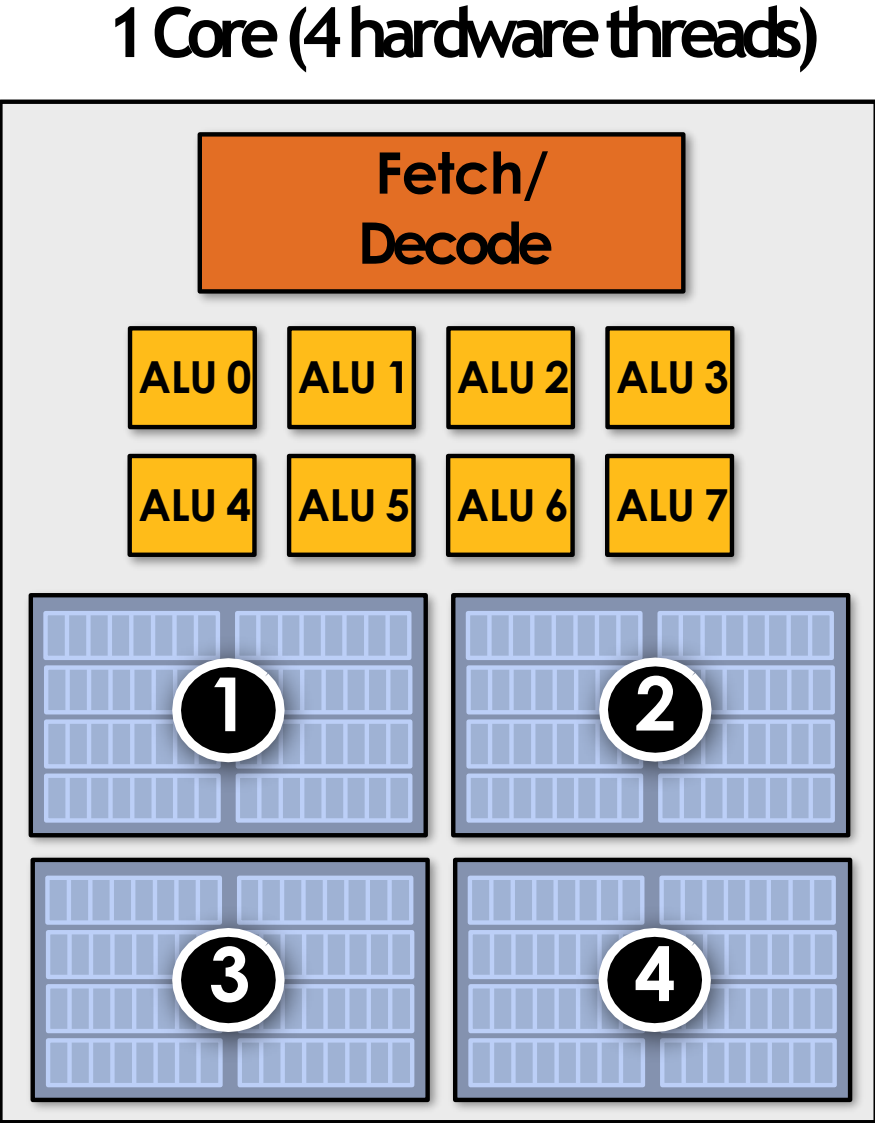 1 Core (4 hardware threads)
Fetch/
Decode
ALU 0 ALU 1 ALU 2 ALU 3
ALU 4 ALU 5 ALU 6 ALU 7
1 2
3 4